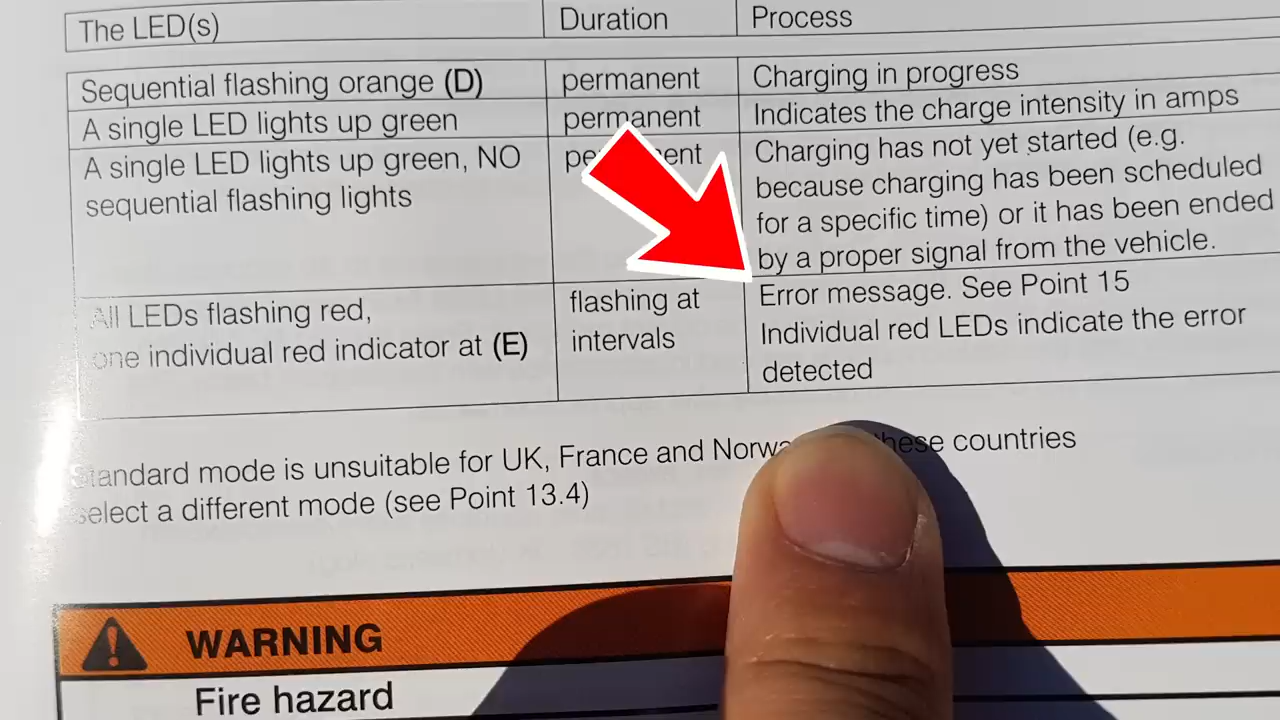 The LED(s) Duration Process
Sequential flashing orange (D) permanent Charging in progress
A single LED lights up green permanent Indicates the charge intensity in amps
A single LED lights up green, NO Charging has not yet started (e.g.
sequential flashing lights because charging has been scheduled
for a specific time) or it has been ended
by a proper signal from the vehicle.
All LEDs flashing red, flashing at Error message. See Point 15
one individual red indicator at (E) intervals Individual red LEDs indicate the error
detected
Standard mode is unsuitable for UK, France and these countries
select a different mode (see Point 13.4)
WARNING
Fire hazard